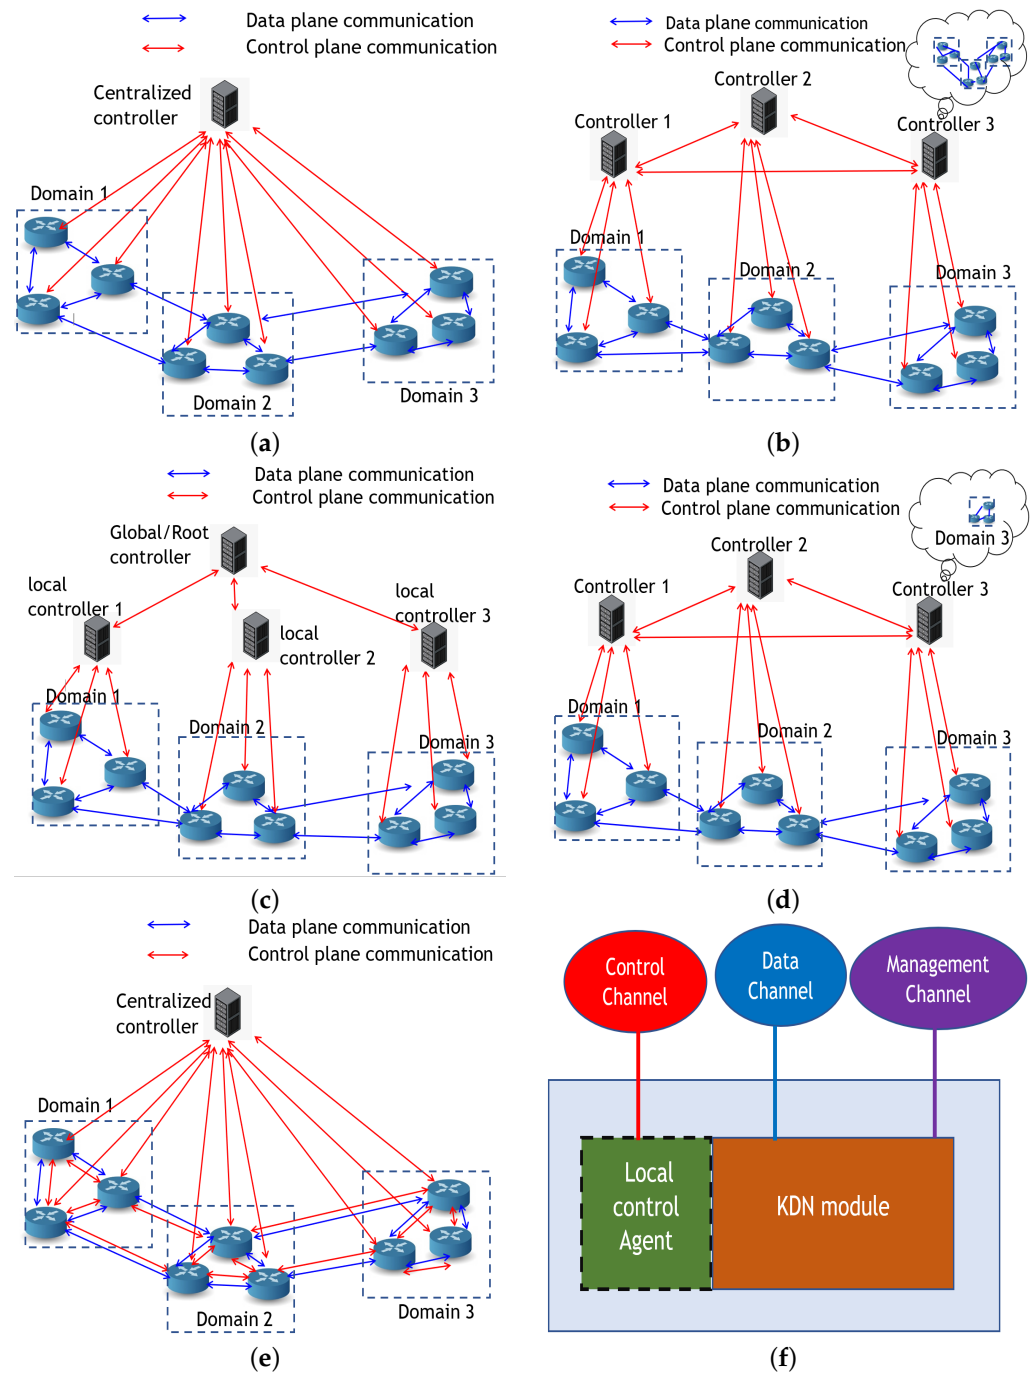 Data plane communication
Control plane communication
Centralized
controller
Domain 1
Domain 2
Domain 3
(a)
Data plane communication
Control plane communication
Controller 2
Controller 1
Controller 3
Domain 1
Domain 2
Domain 3
(b)
Data plane communication
Control plane communication
Global/Root
controller
local
controller 1
local
controller 2
local
controller 3
Domain 1
Domain 2
Domain 3
(c)
Data plane communication
Control plane communication
Domain 3
Controller 2
Controller 1
Controller 3
Domain 1
Domain 2
Domain 3
(d)
Data plane communication
Control plane communication
Centralized
controller
Domain 1
Domain 2
Domain 3
(e)
Control
Channel
Data
Channel
Management
Channel
Local
control
Agent
KDN module
(f)